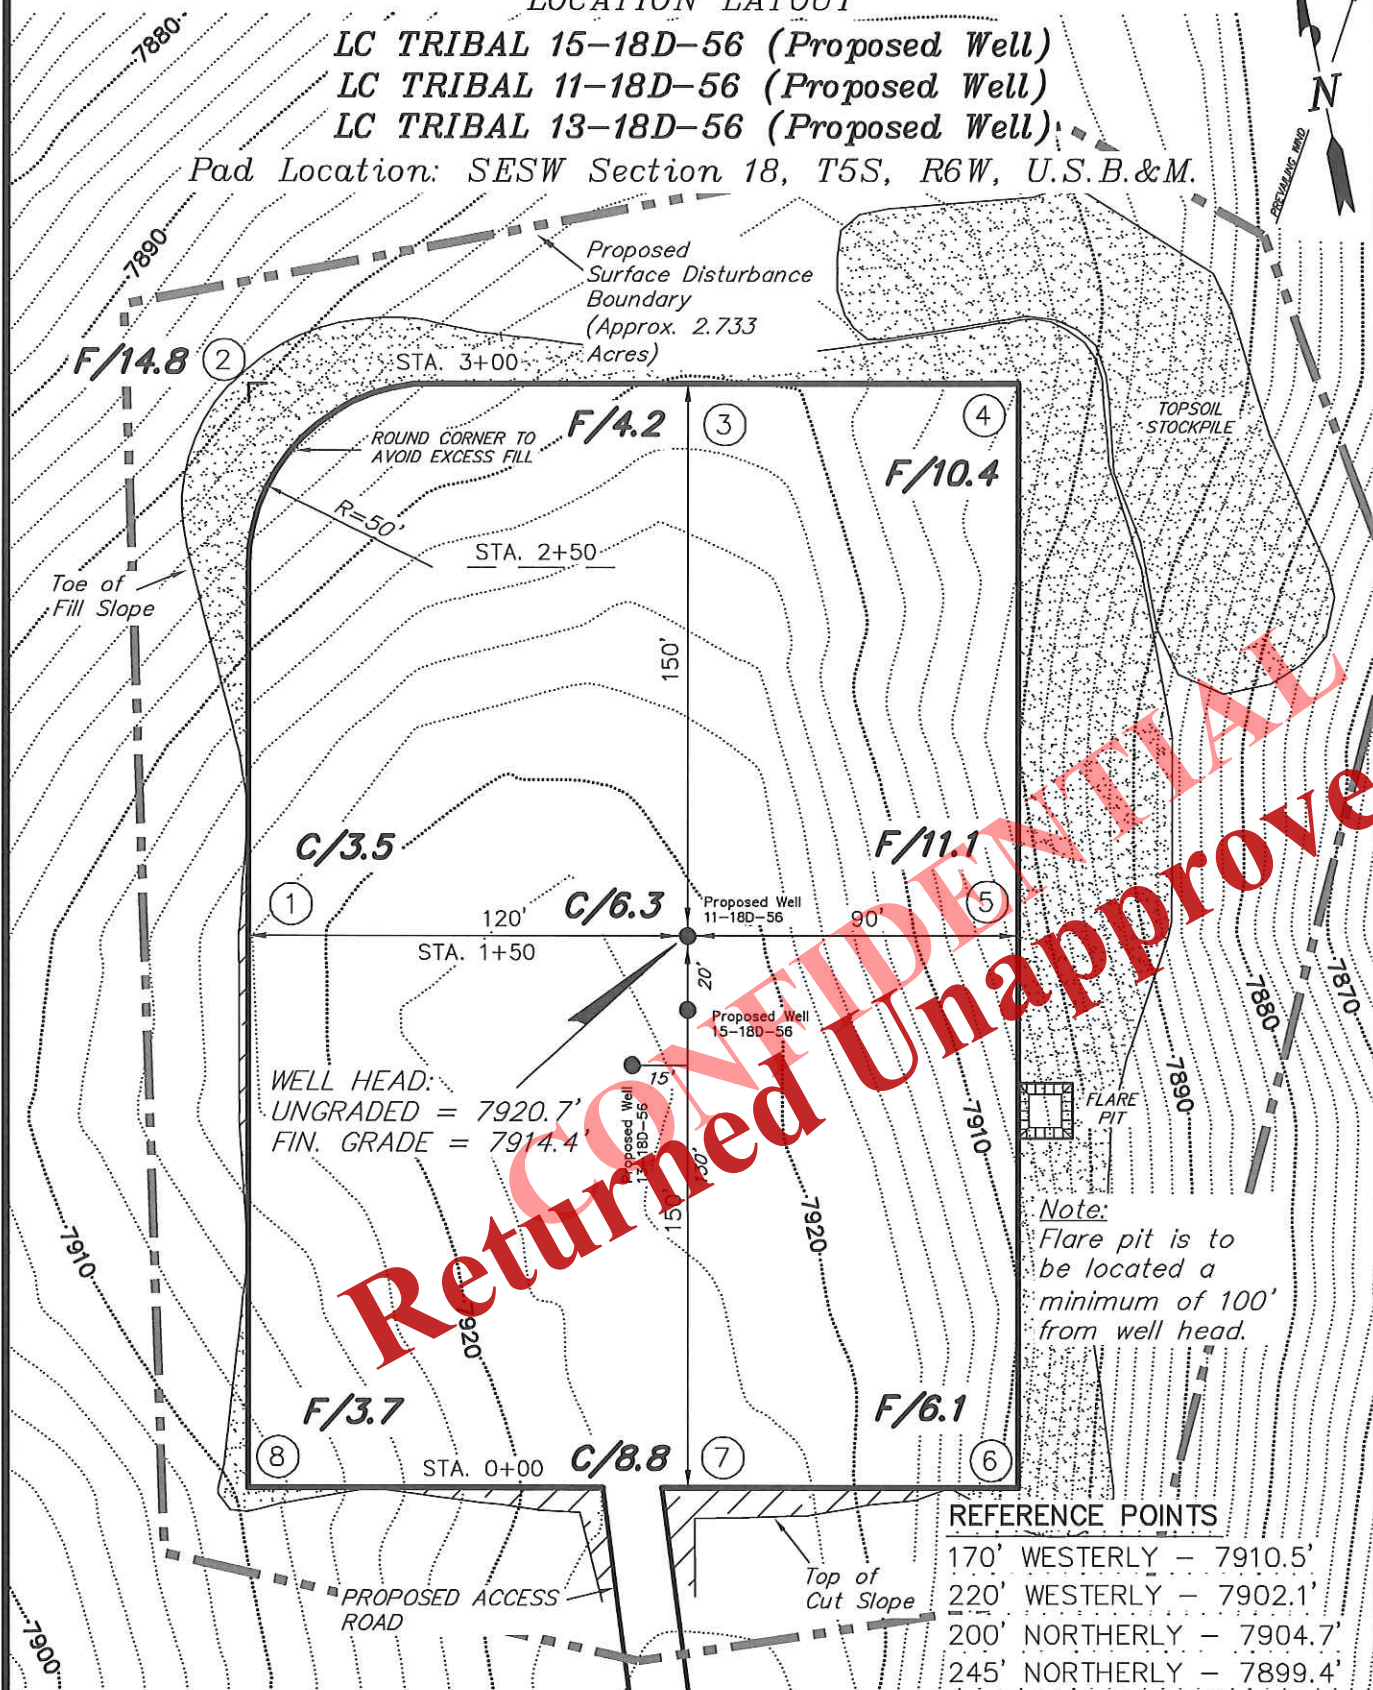 LOCATION LAYOUT
LC TRIBAL 15-18D-56 (Proposed Well)
LC TRIBAL 11-18D-56 (Proposed Well)
LC TRIBAL 13-18D-56 (Proposed Well)
Pad Location: SESW Section 18, T5S, R6W, U.S.B.&M.
N
PREVAILING WIND
7880
7890
Proposed
Surface Disturbance
Boundary
(Approx. 2.733
Acres)
F/14.8
2
STA. 3+00
F/4.2
3
4
F/10.4
TOPSOIL
STOCKPILE
ROUND CORNER TO
AVOID EXCESS FILL
R=50'
STA. 2+50
Toe of
Fill Slope
150'
C/3.5
F/11.1
1
120'
C/6.3
Proposed Well
11-18D-56
90'
5
STA. 1+50
20'
Proposed Well
15-18D-56
15'
Proposed Well
13-18D-56
WELL HEAD:
UNGRADED = 7920.7'
FIN. GRADE = 7914.4'
150'
130'
7910
7920
7920
7910
7890
7880
7870
FLARE
PIT
Note:
Flare pit is to
be located a
minimum of 100'
from well head.
F/3.7
F/6.1
8
STA. 0+00
C/8.8
7
6
PROPOSED ACCESS
ROAD
Top of
Cut Slope
7900
REFERENCE POINTS
170' WESTERLY - 7910.5'
220' WESTERLY - 7902.1'
200' NORTHERLY - 7904.7'
245' NORTHERLY - 7899.4'
CONFIDENTIAL
Returned Unapprove